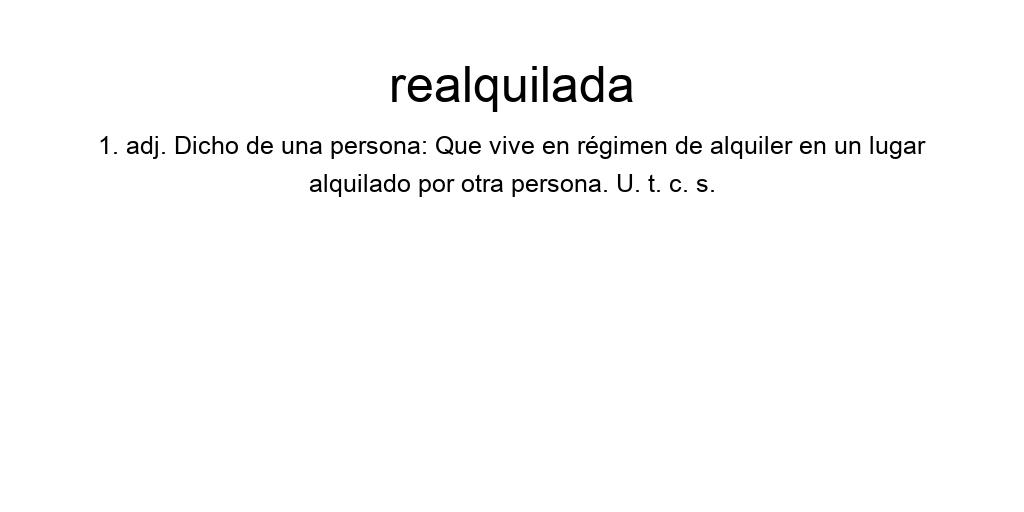 realquilada
1. adj. Dicho de una persona: Que vive en régimen de alquiler en un lugar
alquilado por otra persona. U. t. c. s.